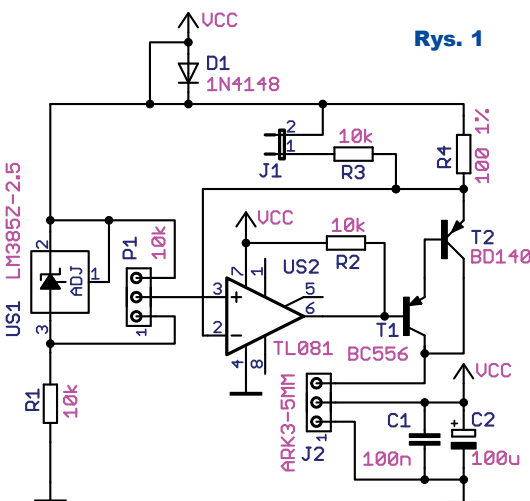 VCC
Rys. 1
D1
1N4148
2
1
J1
10k
R3
R4
100 1%
LM385Z-2.5
US1
2
ADJ
1
3
P1
10k
1
VCC
10k
R2
7
1
US2
5
3
+
6
2
-
4
8
TL081
T1
BC556
T2
BD140
R1
10k
ARK3-5MM
1
J2
VCC
C1
100n
+
C2
100u